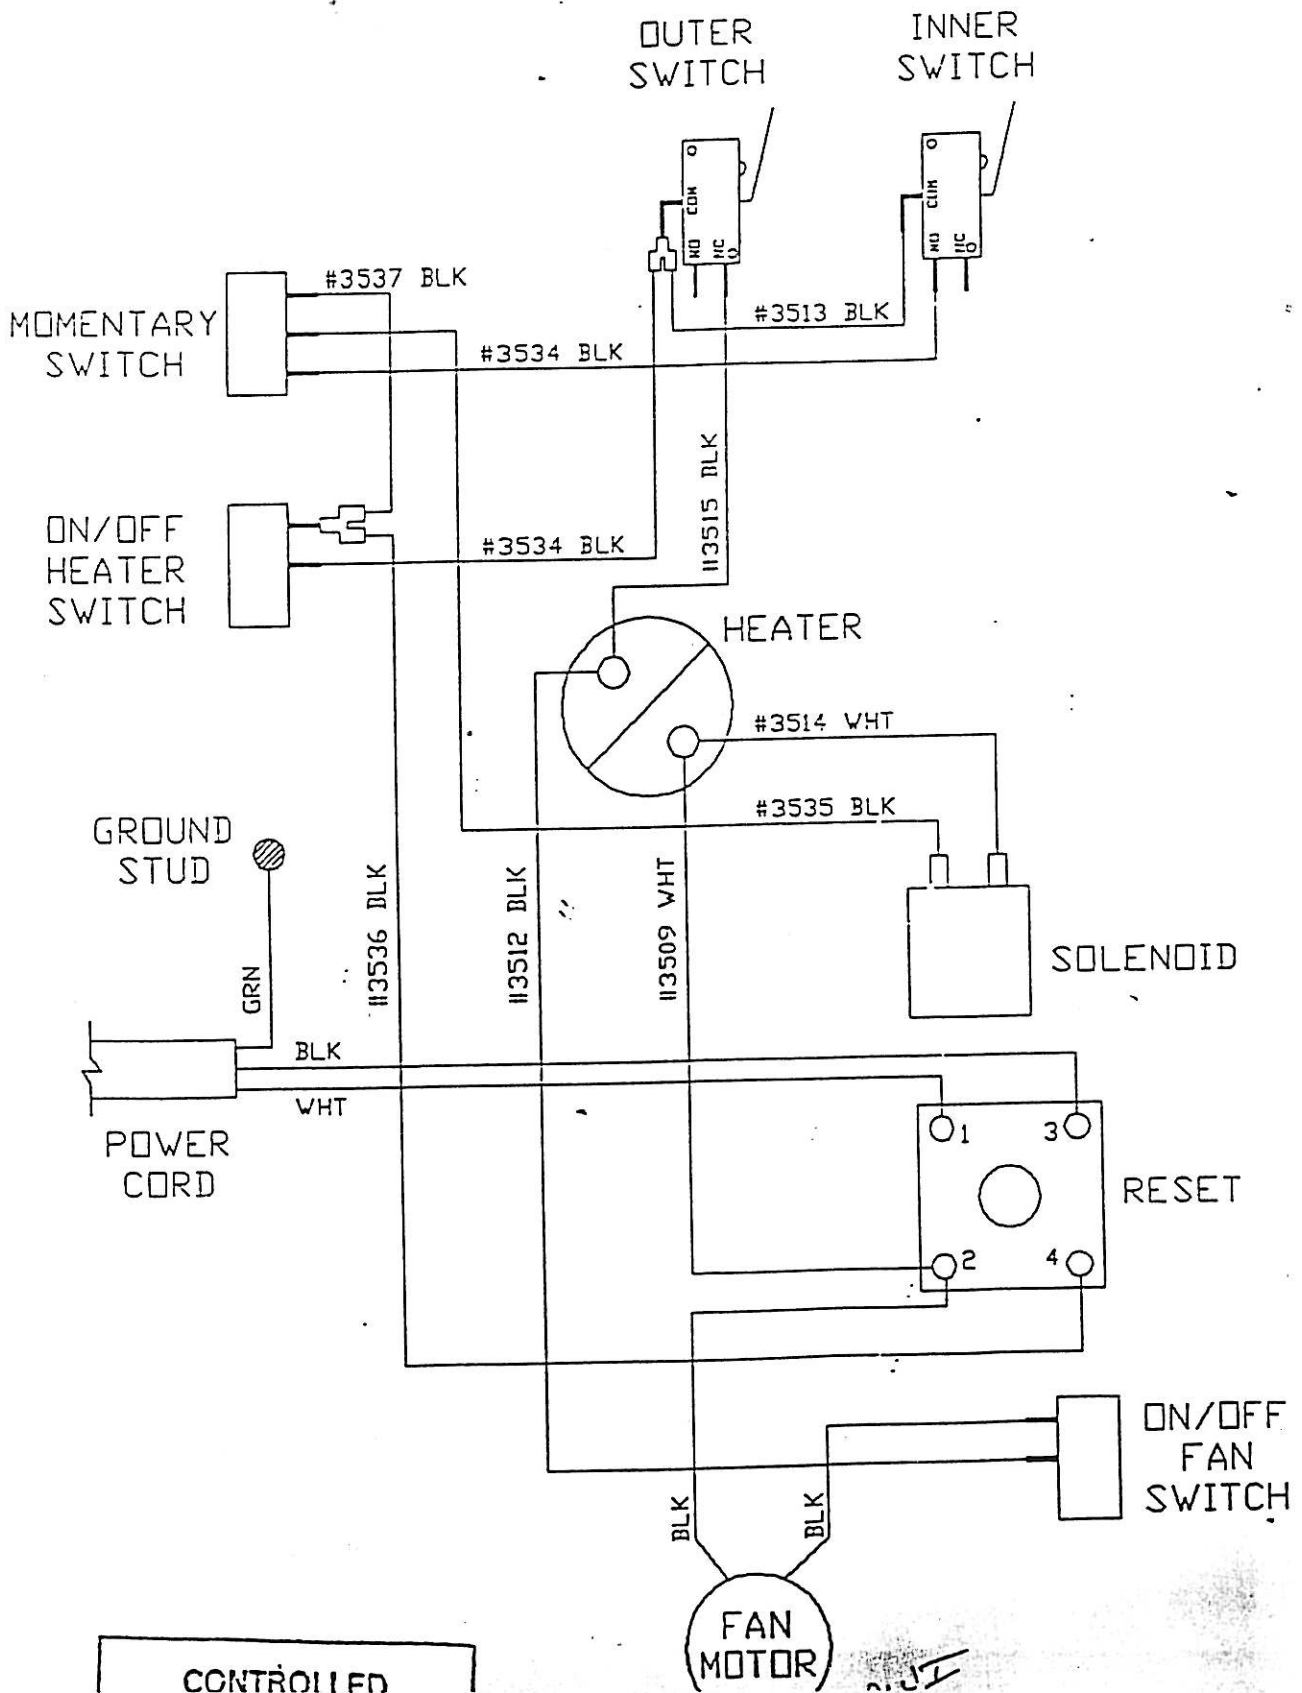 OUTER
SWITCH
INNER
SWITCH
COM
NO
NC
COM
NO
NC
#3537 BLK
MOMENTARY
SWITCH
#3513 BLK
#3534 BLK
#3515 BLK
ON/OFF
HEATER
SWITCH
#3534 BLK
HEATER
#3514 WHT
#3535 BLK
GROUND
STUD
GRN
#3536 BLK
#3512 BLK
#3509 WHT
SOLENOID
BLK
WHT
POWER
CORD
1
3
RESET
2
4
ON/OFF
FAN
SWITCH
BLK
BLK
FAN
MOTOR
CONTROLLED